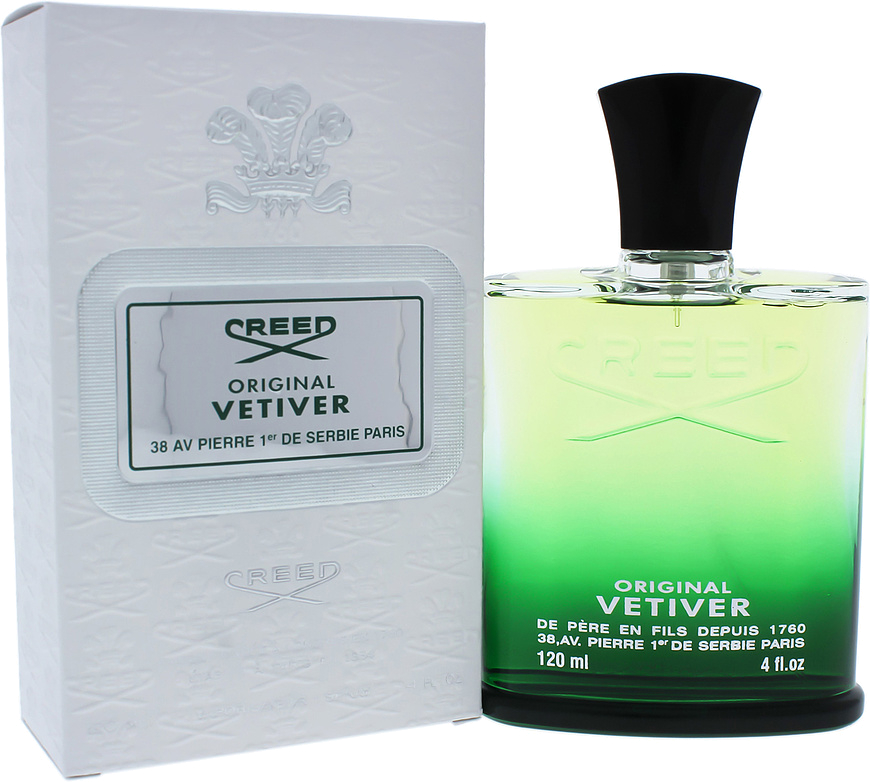 CREED
ORIGINAL
VETIVER
38 AV PIERRE 1er DE SERBIE PARIS
CREED
CREED
ORIGINAL
VETIVER
DE PÈRE EN FILS DEPUIS 1760
38,AV. PIERRE 1er DE SERBIE PARIS
120 ml 4 fl.oz